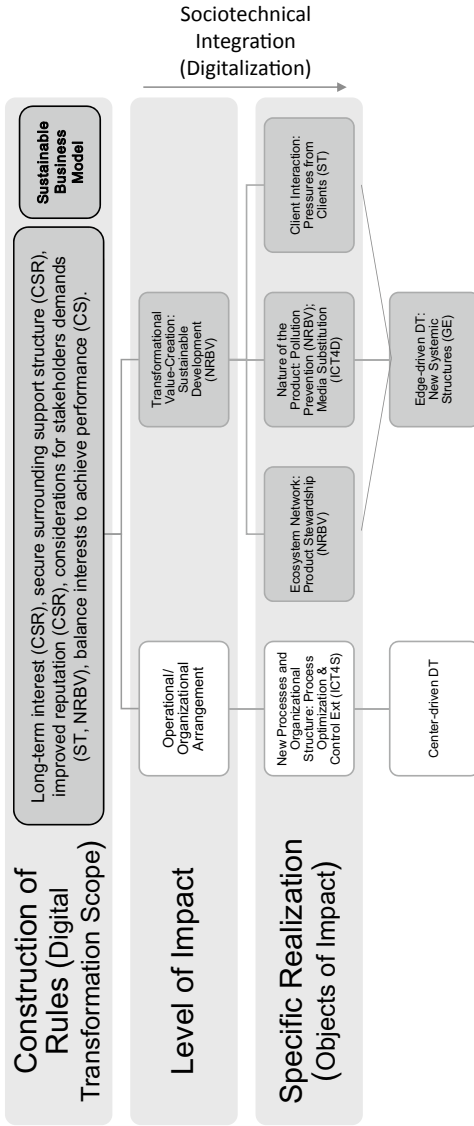 Construction of
Rules (Digital
Transformation Scope)
Long-term interest (CSR), secure surrounding support structure (CSR),
improved reputation (CSR), considerations for stakeholders demands
(ST, NRBV), balance interests to achieve performance (CS).
Sustainable
Business
Model
Level of Impact
Operational/
Organizational
Arrangement
Transformational
Value-Creation:
Sustainable
Development
(NRBV)
Specific Realization
(Objects of Impact)
New Processes and
Organizational
Structure: Process
Optimization &
Control Ext (ICT4S)
Ecosystem Network:
Product Stewardship
(NRBV)
Nature of the
Product: Pollution
Prevention (NRBV);
Media Substitution
(ICT4D)
Client Interaction:
Pressures from
Clients (ST)
Center-driven DT
Edge-driven DT:
New Systemic
Structures (GE)
Sociotechnical
Integration
(Digitalization)